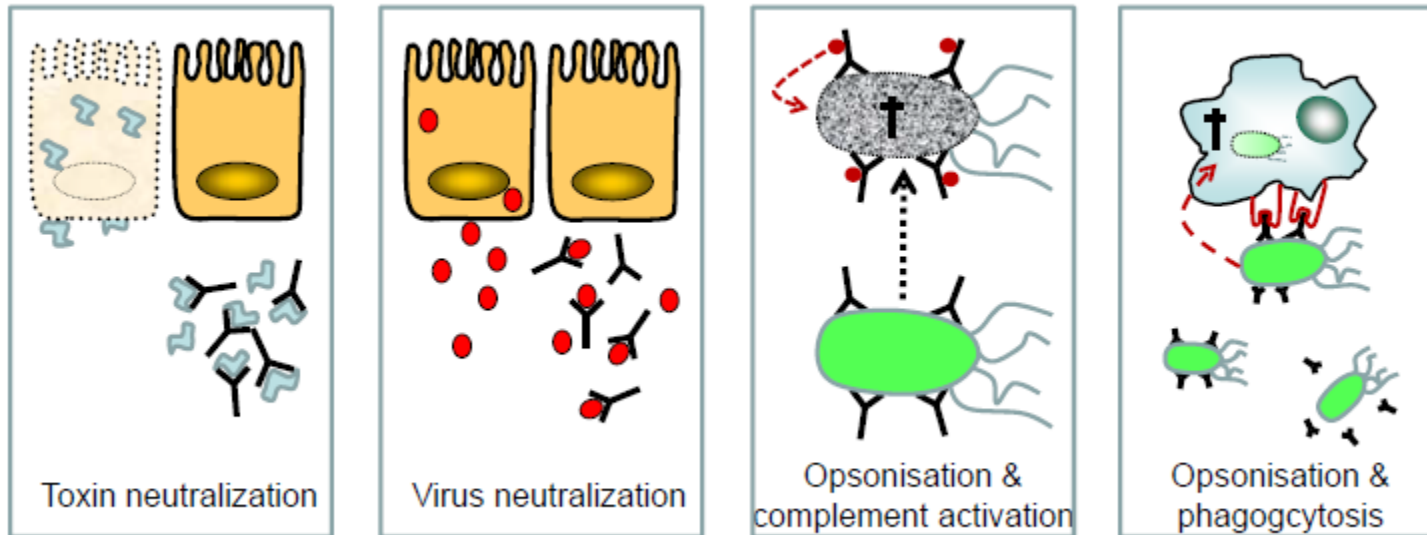 Toxin neutralization
Virus neutralization
Opsonisation &
complement activation
Opsonisation &
phagogcytosis